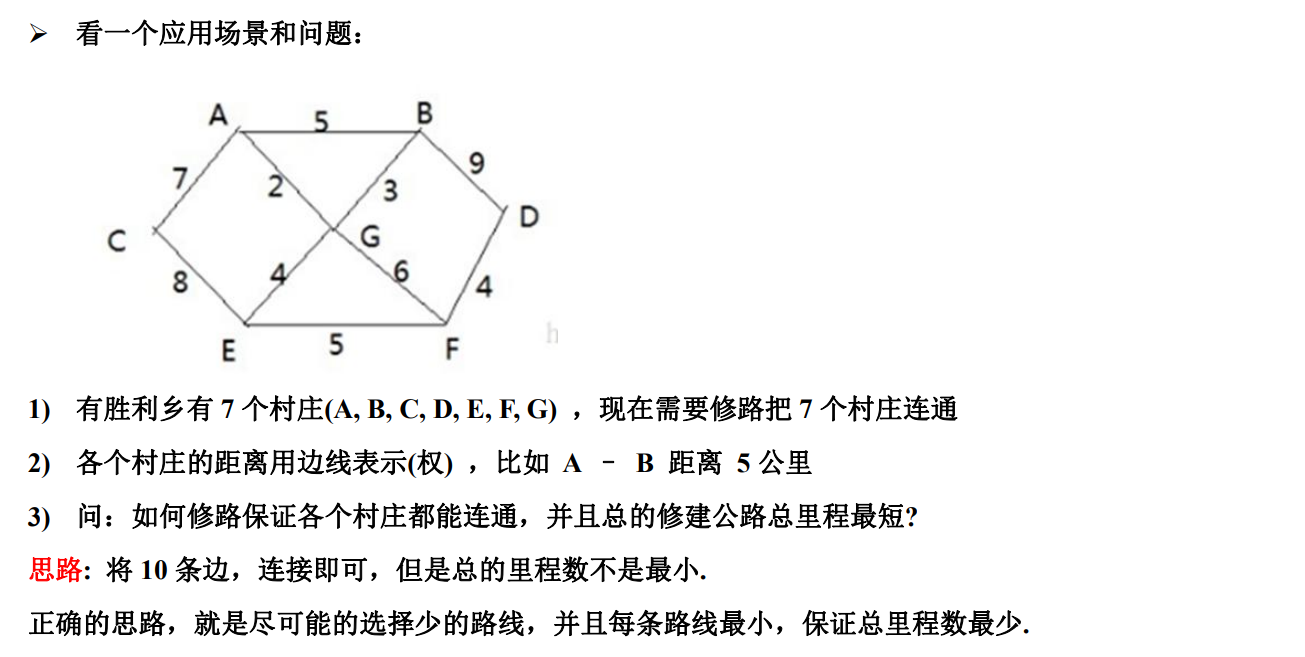 ➢ 看一个应用场景和问题：
A 5 B
9
7 2 3
D
C G
8 4 6 4
h
E 5 F
1) 有胜利乡有 7 个村庄(A, B, C, D, E, F, G) ，现在需要修路把 7 个村庄连通
2) 各个村庄的距离用边线表示(权) ，比如 A – B 距离 5 公里
3) 问：如何修路保证各个村庄都能连通，并且总的修建公路总里程最短?
思路: 将 10 条边，连接即可，但是总的里程数不是最小.
正确的思路，就是尽可能的选择少的路线，并且每条路线最小，保证总里程数最少.